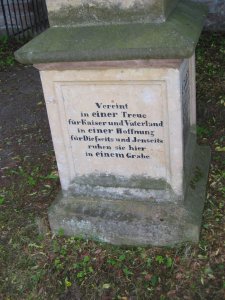 Vereint
in einer Treue
für Kaiser und Vaterland
in einer Hoffnung
für Diesseits und Jenseits
ruhen sie hier
in einem Grabe